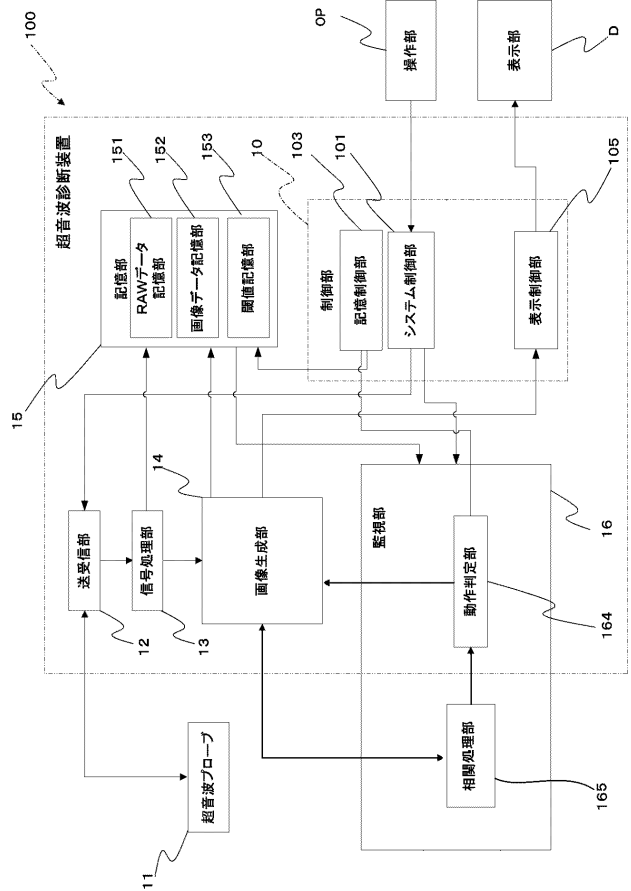 100
超音波診断装置
11
超音波プローブ
送受信部
12
信号処理部
13
14
画像生成部
15
記憶部
RAWデータ
記憶部
151
画像データ記憶部
152
閾値記憶部
153
10
制御部
記憶制御部
103
システム制御部
101
表示制御部
105
操作部
OP
表示部
D
監視部
16
動作判定部
164
相関処理部
165